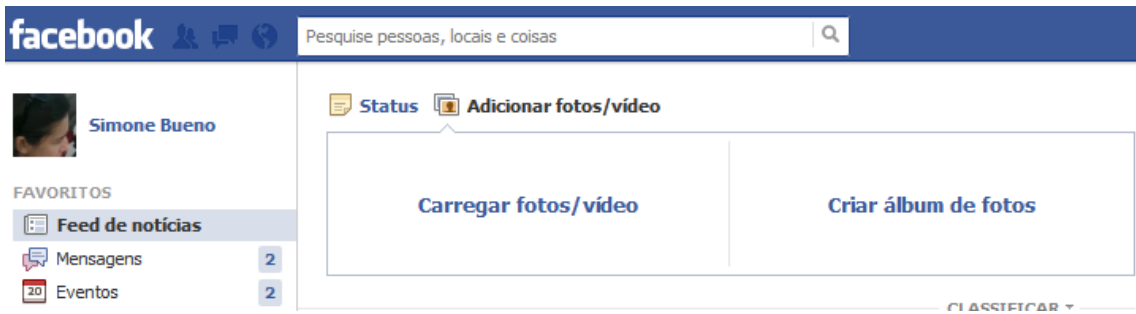 facebook Pesquise pessoas, locais e coisas
Simone Bueno
FAVORITOS
Feed de notícias
Mensagens 2
20 Eventos 2
Status Adicionar fotos/vídeo
Carregar fotos/vídeo Criar álbum de fotos
CLASSIFICAR